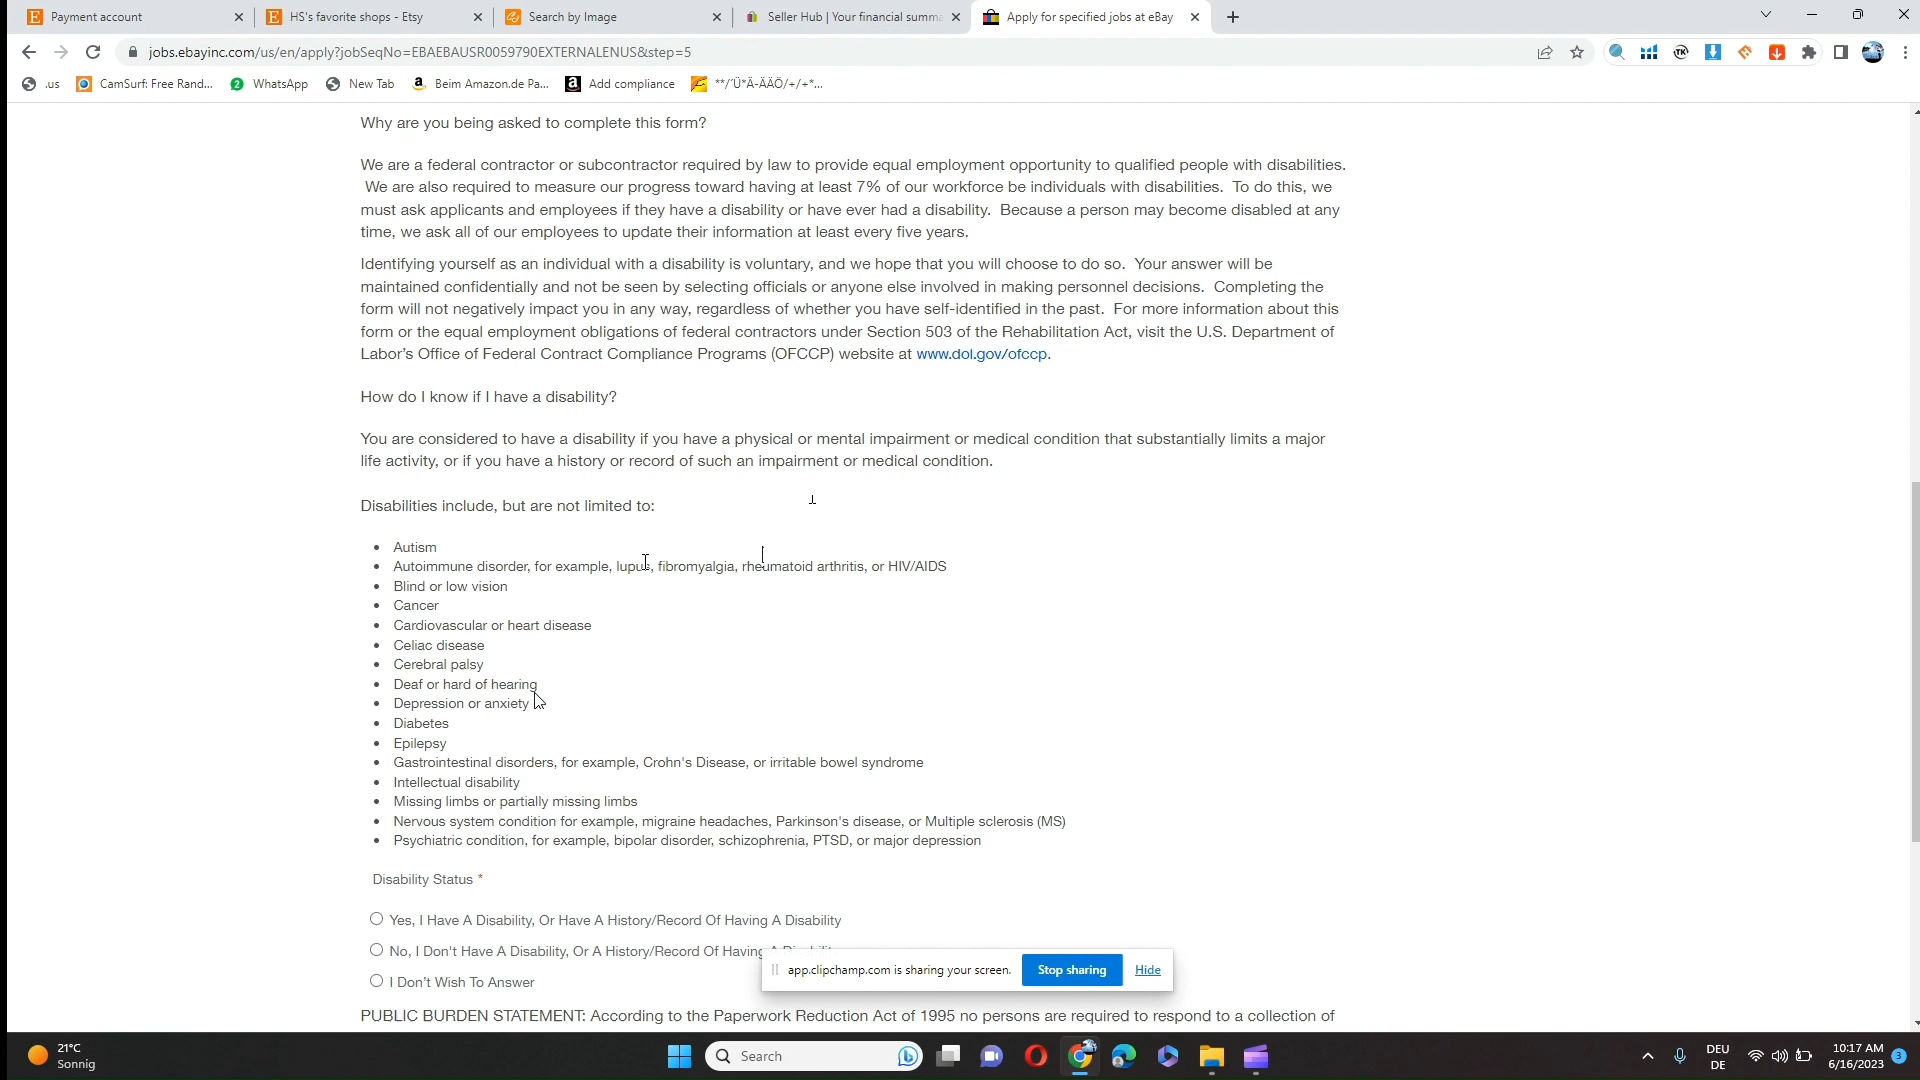 Payment account
HS's favorite shops - Etsy
Search by Image
Seller Hub | Your financial summa
Apply for specified jobs at eBay
jobs.ebayinc.com/us/en/apply?jobSeqNo=EBAEBAUSR0059790EXTERNALENUS&step=5
.us
CamSurf: Free Rand...
WhatsApp
New Tab
Beim Amazon.de Pa...
Add compliance
**/'Ü*Ä-ÄÄÖ/+/+*...
Why are you being asked to complete this form?
We are a federal contractor or subcontractor required by law to provide equal employment opportunity to qualified people with disabilities.
We are also required to measure our progress toward having at least 7% of our workforce be individuals with disabilities. To do this, we
must ask applicants and employees if they have a disability or have ever had a disability. Because a person may become disabled at any
time, we ask all of our employees to update their information at least every five years.
Identifying yourself as an individual with a disability is voluntary, and we hope that you will choose to do so. Your answer will be
maintained confidentially and not be seen by selecting officials or anyone else involved in making personnel decisions. Completing the
form will not negatively impact you in any way, regardless of whether you have self-identified in the past. For more information about this
form or the equal employment obligations of federal contractors under Section 503 of the Rehabilitation Act, visit the U.S. Department of
Labor's Office of Federal Contract Compliance Programs (OFCCP) website at www.dol.gov/ofccp.
How do I know if I have a disability?
You are considered to have a disability if you have a physical or mental impairment or medical condition that substantially limits a major
life activity, or if you have a history or record of such an impairment or medical condition.
Disabilities include, but are not limited to:
• Autism
• Autoimmune disorder, for example, lupus, fibromyalgia, rheumatoid arthritis, or HIV/AIDS
• Blind or low vision
• Cancer
• Cardiovascular or heart disease
• Celiac disease
• Cerebral palsy
• Deaf or hard of hearing
• Depression or anxiety
• Diabetes
• Epilepsy
• Gastrointestinal disorders, for example, Crohn's Disease, or irritable bowel syndrome
• Intellectual disability
• Missing limbs or partially missing limbs
• Nervous system condition for example, migraine headaches, Parkinson's disease, or Multiple sclerosis (MS)
• Psychiatric condition, for example, bipolar disorder, schizophrenia, PTSD, or major depression
Disability Status *
Yes, I Have A Disability, Or Have A History/Record Of Having A Disability
No, I Don't Have A Disability, Or A History/Record Of Having A
I Don't Wish To Answer
app.clipchamp.com is sharing your screen.
Stop sharing
Hide
PUBLIC BURDEN STATEMENT: According to the Paperwork Reduction Act of 1995 no persons are required to respond to a collection of
21°C
Sonnig
Search
DEU
DE
10:17 AM
6/16/2023
3